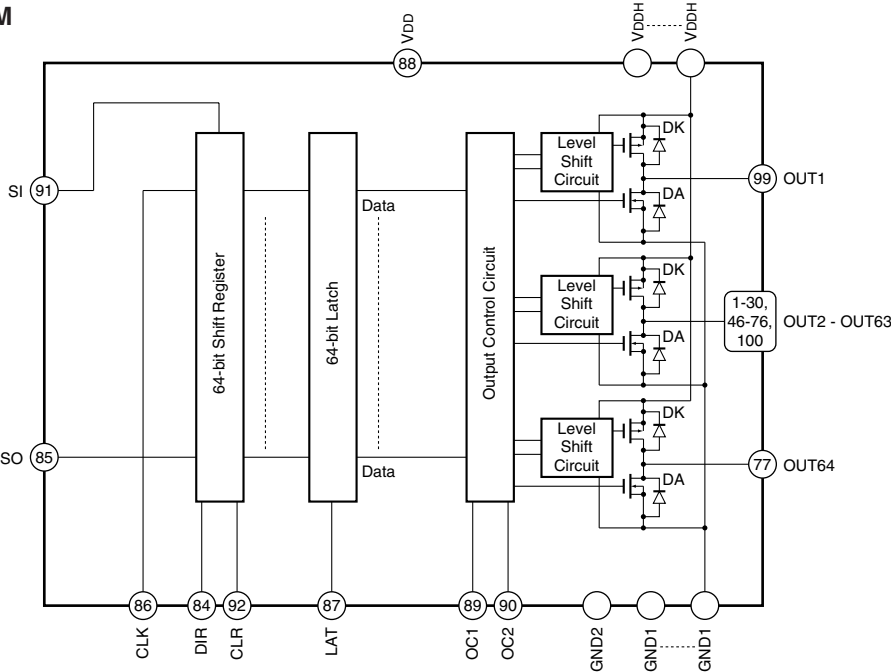 M
VDD
VDDH
VDDH
88
SI
91
SO
85
64-bit Shift Register
64-bit Latch
Data
Data
Output Control Circuit
Level
Shift
Circuit
DK
DA
99
OUT1
Level
Shift
Circuit
DK
DA
1-30,
46-76,
100
OUT2 - OUT63
Level
Shift
Circuit
DK
DA
77
OUT64
86
84
92
87
89
90
CLK
DIR
CLR
LAT
OC1
OC2
GND2
GND1
GND1